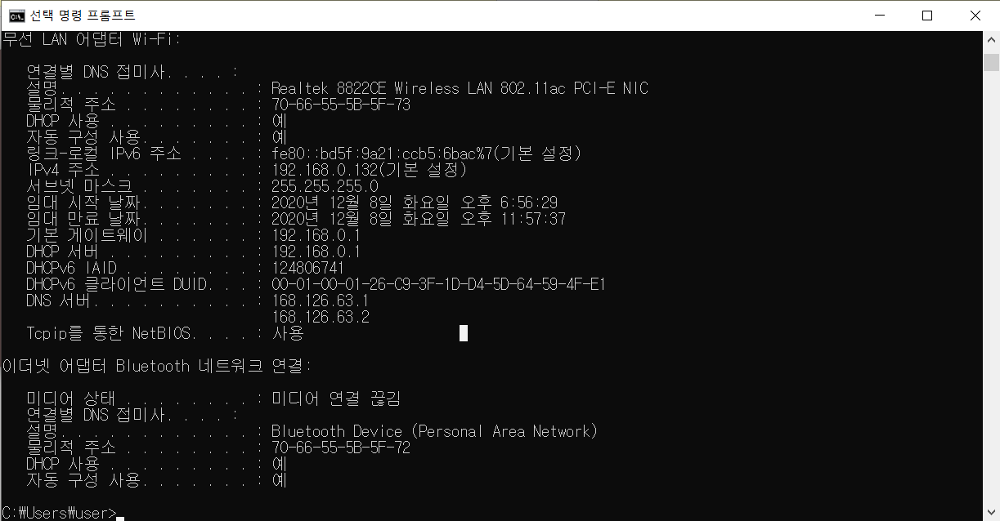 선택 명령 프롬프트
무선 LAN 어댑터 Wi-Fi:
연결별 DNS 접미사. . . . :
설명. . . . . . . . . . . . : Realtek 8822CE Wireless LAN 802.11ac PCI-E NIC
물리적 주소 . . . . . . . . : 70-66-55-5B-5F-73
DHCP 사용 . . . . . . . . . : 예
자동 구성 사용. . . . . . . : 예
링크-로컬 IPv6 주소 . . . . : fe80::bd5f:9a21:ccb5:6bac%7(기본 설정)
IPv4 주소 . . . . . . . . . : 192.168.0.132(기본 설정)
서브넷 마스크 . . . . . . . : 255.255.255.0
임대 시작 날짜. . . . . . . : 2020년 12월 8일 화요일 오후 6:56:29
임대 만료 날짜. . . . . . . : 2020년 12월 8일 화요일 오후 11:57:37
기본 게이트웨이 . . . . . . : 192.168.0.1
DHCP 서버 . . . . . . . . . : 192.168.0.1
DHCPv6 IAID . . . . . . . . : 124806741
DHCPv6 클라이언트 DUID. . . : 00-01-00-01-26-C9-3F-1D-D4-5D-64-59-4F-E1
DNS 서버. . . . . . . . . . : 168.126.63.1
168.126.63.2
Tcpip를 통한 NetBIOS. . . . : 사용
이더넷 어댑터 Bluetooth 네트워크 연결:
미디어 상태 . . . . . . . . : 미디어 연결 끊김
연결별 DNS 접미사. . . . :
설명. . . . . . . . . . . . : Bluetooth Device (Personal Area Network)
물리적 주소 . . . . . . . . : 70-66-55-5B-5F-72
DHCP 사용 . . . . . . . . . : 예
자동 구성 사용. . . . . . . : 예
C:₩Users₩user>